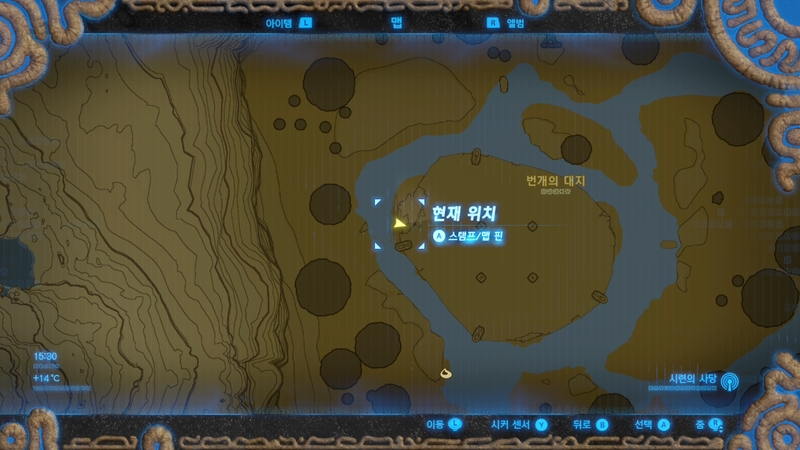 아이템 L
맵
R 앨범
번개의 대지
현재 위치
A 스탬프/맵 핀
15:30
+14°C
시련의 사당
이동 L
시커 센서 Y
뒤로 B
선택 A
줌 R